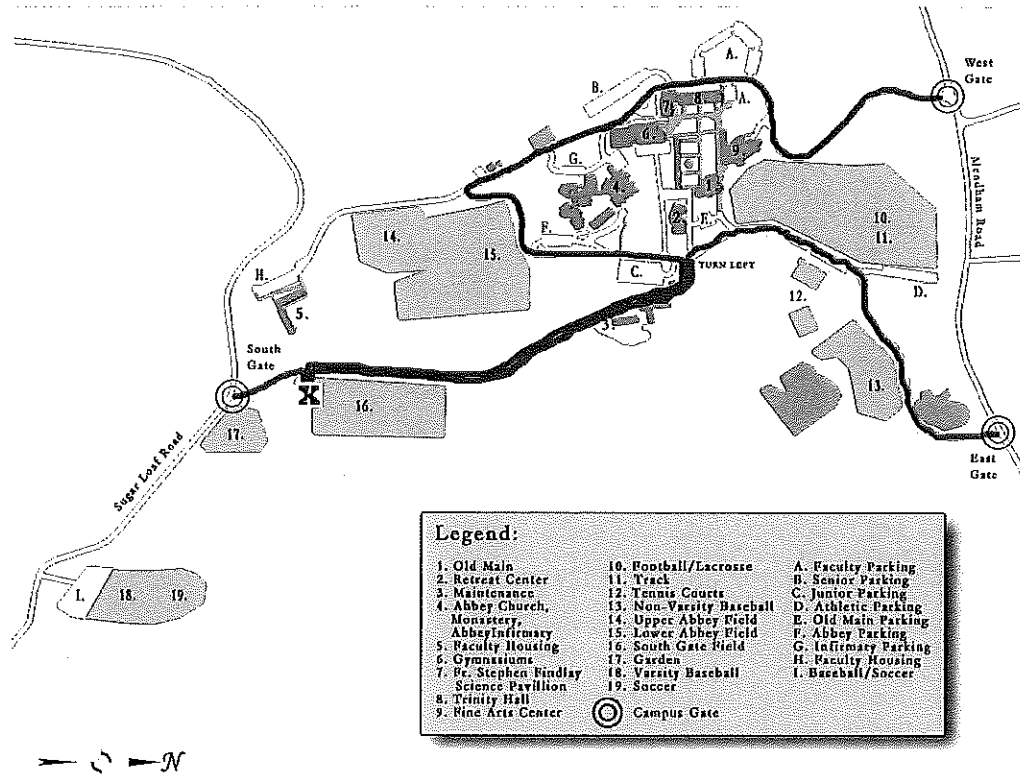 A.
West
Gate
B.
8.
A.
7.
6.
9.
G.
4.
1.
Mendham Road
10.
11.
2.
E.
14.
15.
F.
TURN LEFT
H.
C.
D.
12.
5.
3.
South
Gate
X
16.
13.
17.
East
Gate
Sugar Loaf Road
I.
18.
19.
Legend:
1. Old Main
2. Retreat Center
3. Maintenance
4. Abbey Church,
Monastery,
AbbeyInfirmary
5. Faculty Housing
6. Gymnasiums
7. Fr. Stephen Findlay
Science Pavillion
8. Trinity Hall
9. Fine Arts Center
10. Football/Lacrosse
11. Track
12. Tennis Courts
13. Non-Varsity Baseball
14. Upper Abbey Field
15. Lower Abbey Field
16. South Gate Field
17. Garden
18. Varsity Baseball
19. Soccer
Campus Gate
A. Faculty Parking
B. Senior Parking
C. Junior Parking
D. Athletic Parking
E. Old Main Parking
F. Abbey Parking
G. Infirmary Parking
H. Faculty Housing
I. Baseball/Soccer
N